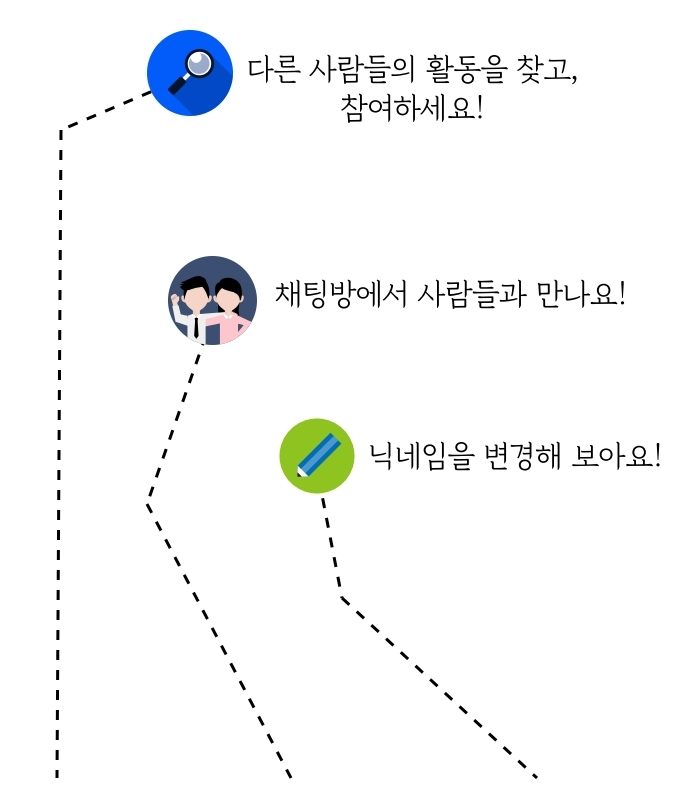 다른 사람들의 활동을 찾고,
참여하세요!
채팅방에서 사람들과 만나요!
닉네임을 변경해 보아요!